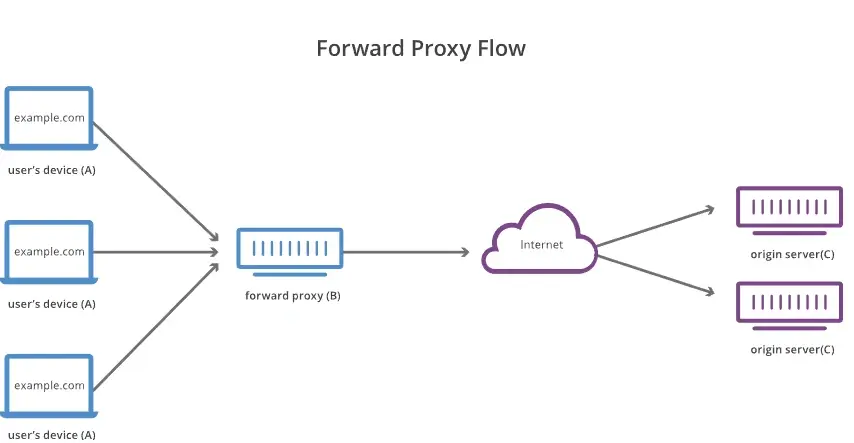 Forward Proxy Flow
example.com
user's device (A)
example.com
user's device (A)
example.com
user's device (A)
forward proxy (B)
Internet
origin server(C)
origin server(C)